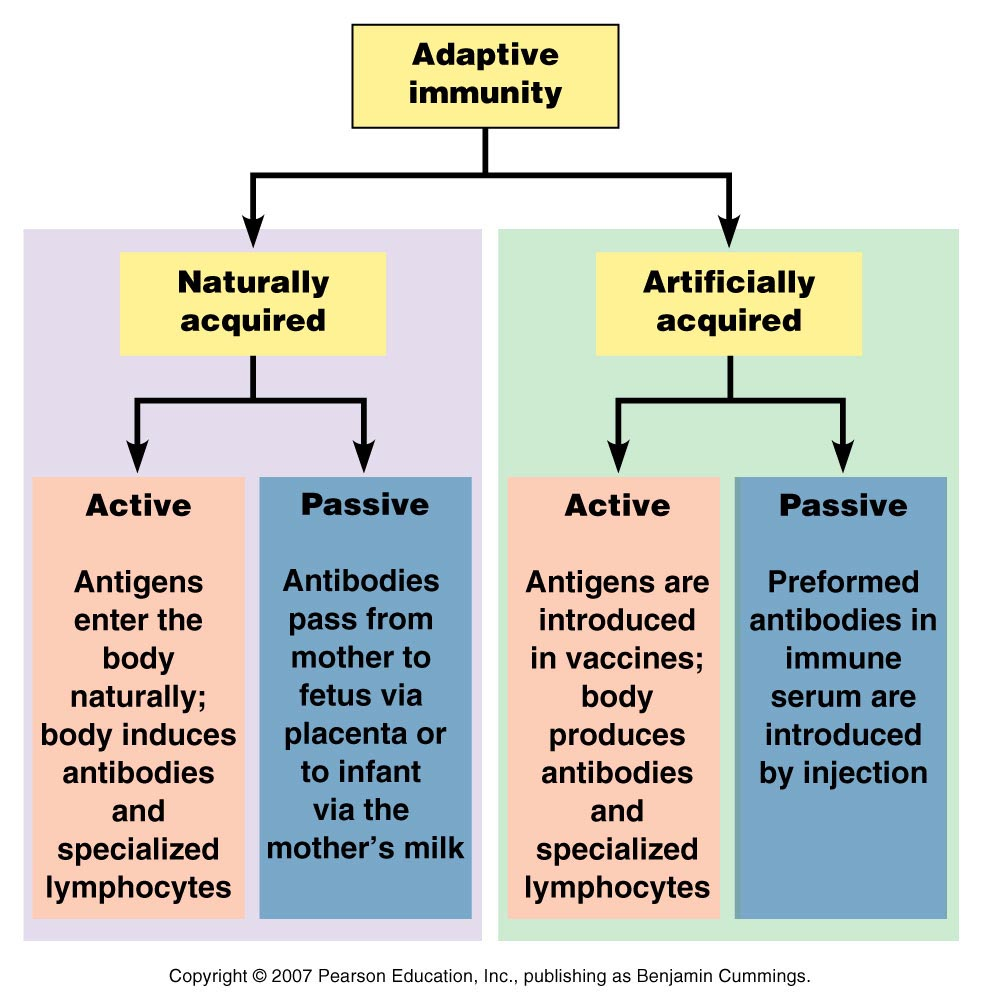 Adaptive
immunity
Naturally
acquired
Artificially
acquired
Active
Antigens
enter the
body
naturally;
body induces
antibodies
and
specialized
lymphocytes
Passive
Antibodies
pass from
mother to
fetus via
placenta or
to infant
via the
mother's milk
Active
Antigens are
introduced
in vaccines;
body
produces
antibodies
and
specialized
lymphocytes
Passive
Preformed
antibodies in
immune
serum are
introduced
by injection
Copyright © 2007 Pearson Education, Inc., publishing as Benjamin Cummings.